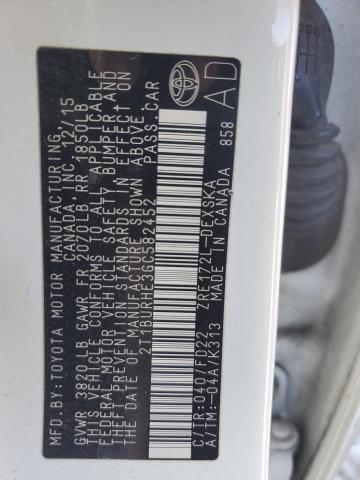 MFD.BY:TOYOTA MOTOR MANUFACTURING
CANADA,INC. 12/15
GVWR 3820LB GAWR FR 2070LB,RR 1850LB
THIS VEHICLE CONFORMS TO ALL APPLICABLE
FEDERAL MOTOR VEHICLE SAFETY,BUMPER,AND
THEFT PREVENTION STANDARDS IN EFFECT ON
THE DATE OF MANUFACTURE SHOWN ABOVE.
2T1BURHE3GC582452 PASS.CAR
C/TR:040/FD22 ZRE172L-DEXSKA
A/TM:-04A/K313 MADE IN CANADA 858
TOYOTA
AD